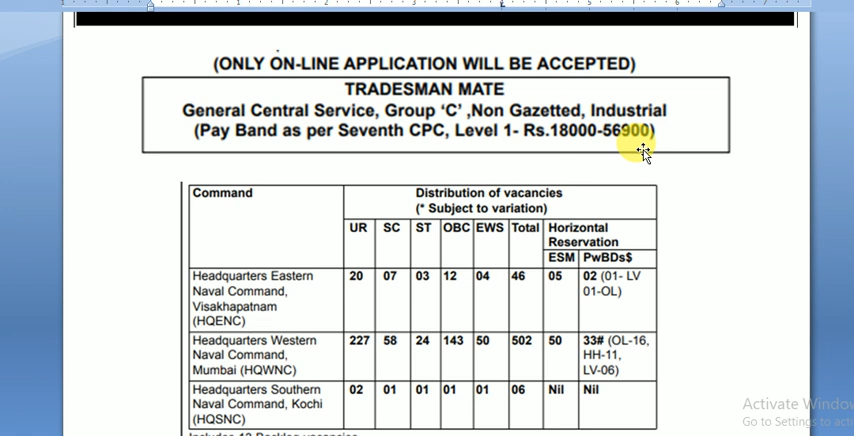 (ONLY ON-LINE APPLICATION WILL BE ACCEPTED)
TRADESMAN MATE
General Central Service, Group ‘C’ ,Non Gazetted, Industrial
(Pay Band as per Seventh CPC, Level 1- Rs.18000-56900)
Command Distribution of vacancies
(* Subject to variation)
UR SC ST OBC EWS Total Horizontal
Reservation
ESM PwBDs$
Headquarters Eastern 20 07 03 12 04 46 05 02 (01- LV
Naval Command, 01-OL)
Visakhapatnam
(HQENC)
Headquarters Western 227 58 24 143 50 502 50 33# (OL-16,
Naval Command, HH-11,
Mumbai (HQWNC) LV-06)
Headquarters Southern 02 01 01 01 01 06 Nil Nil
Naval Command, Kochi
(HQSNC)
Activate Window
Go to Settings to acti